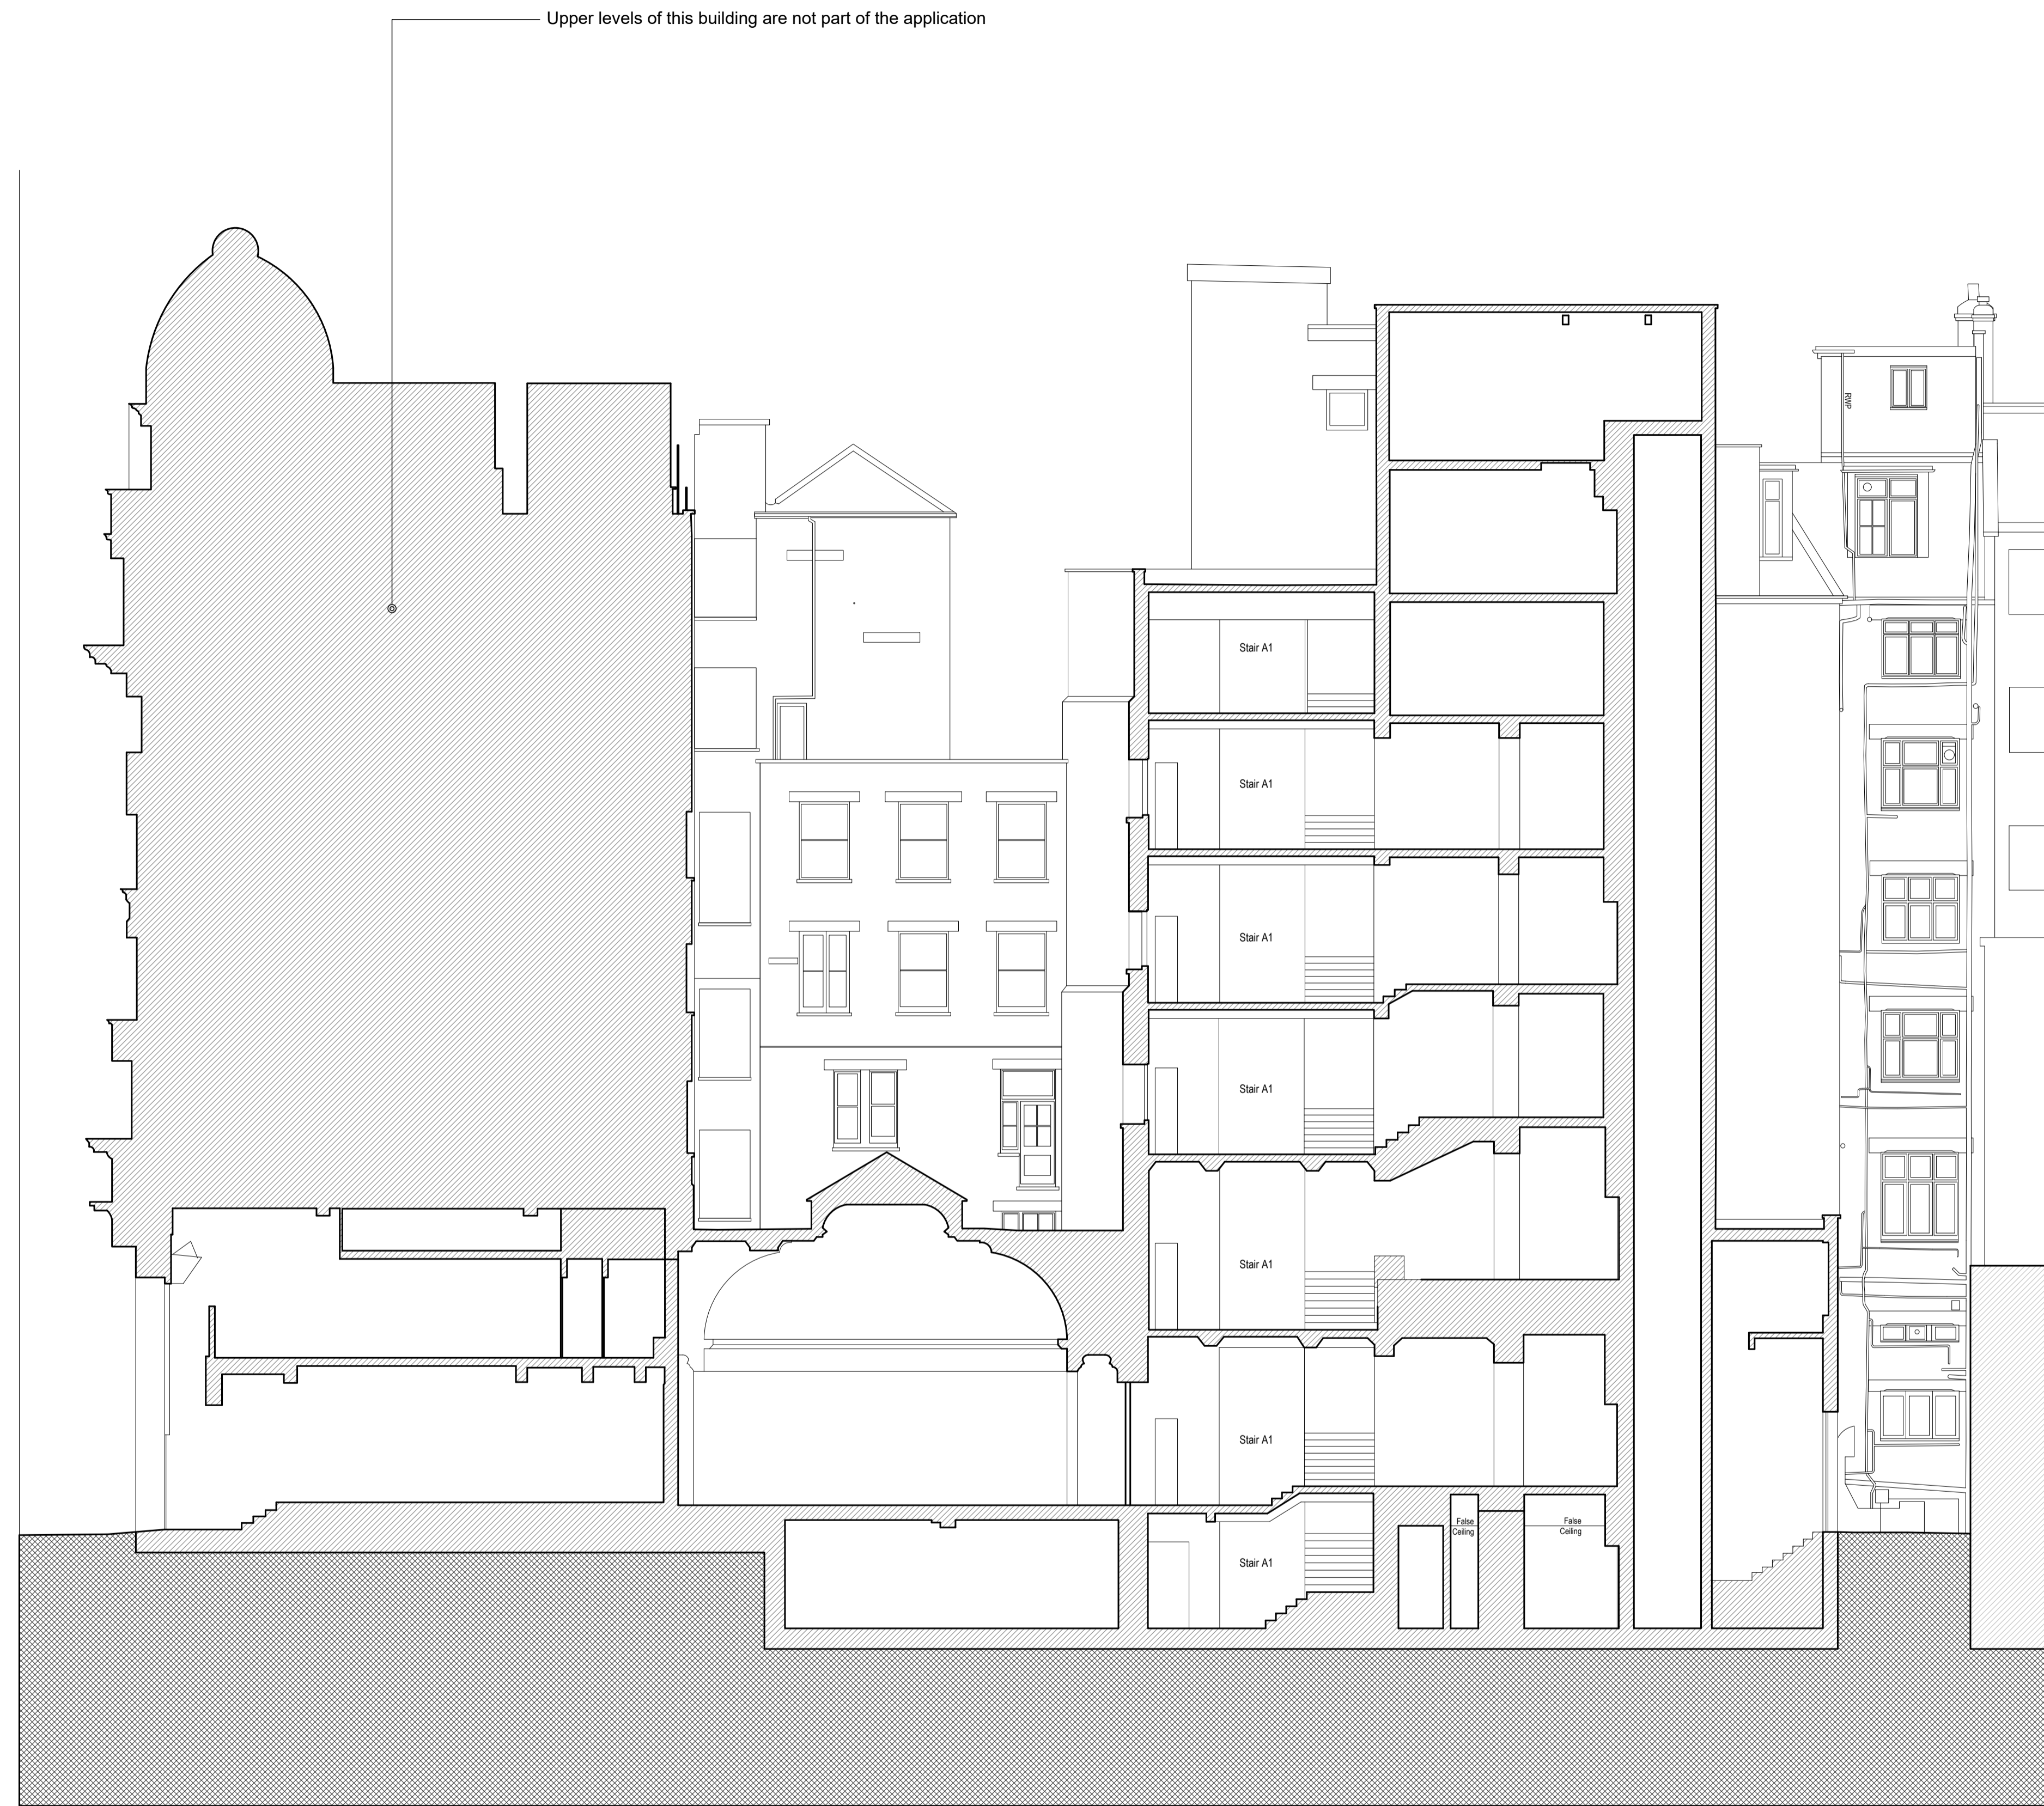 Upper levels of this building are not part of the application
RWP
Stair A1
Stair A1
Stair A1
Stair A1
Stair A1
Stair A1
False
Ceiling
False
Ceiling
Stair A1